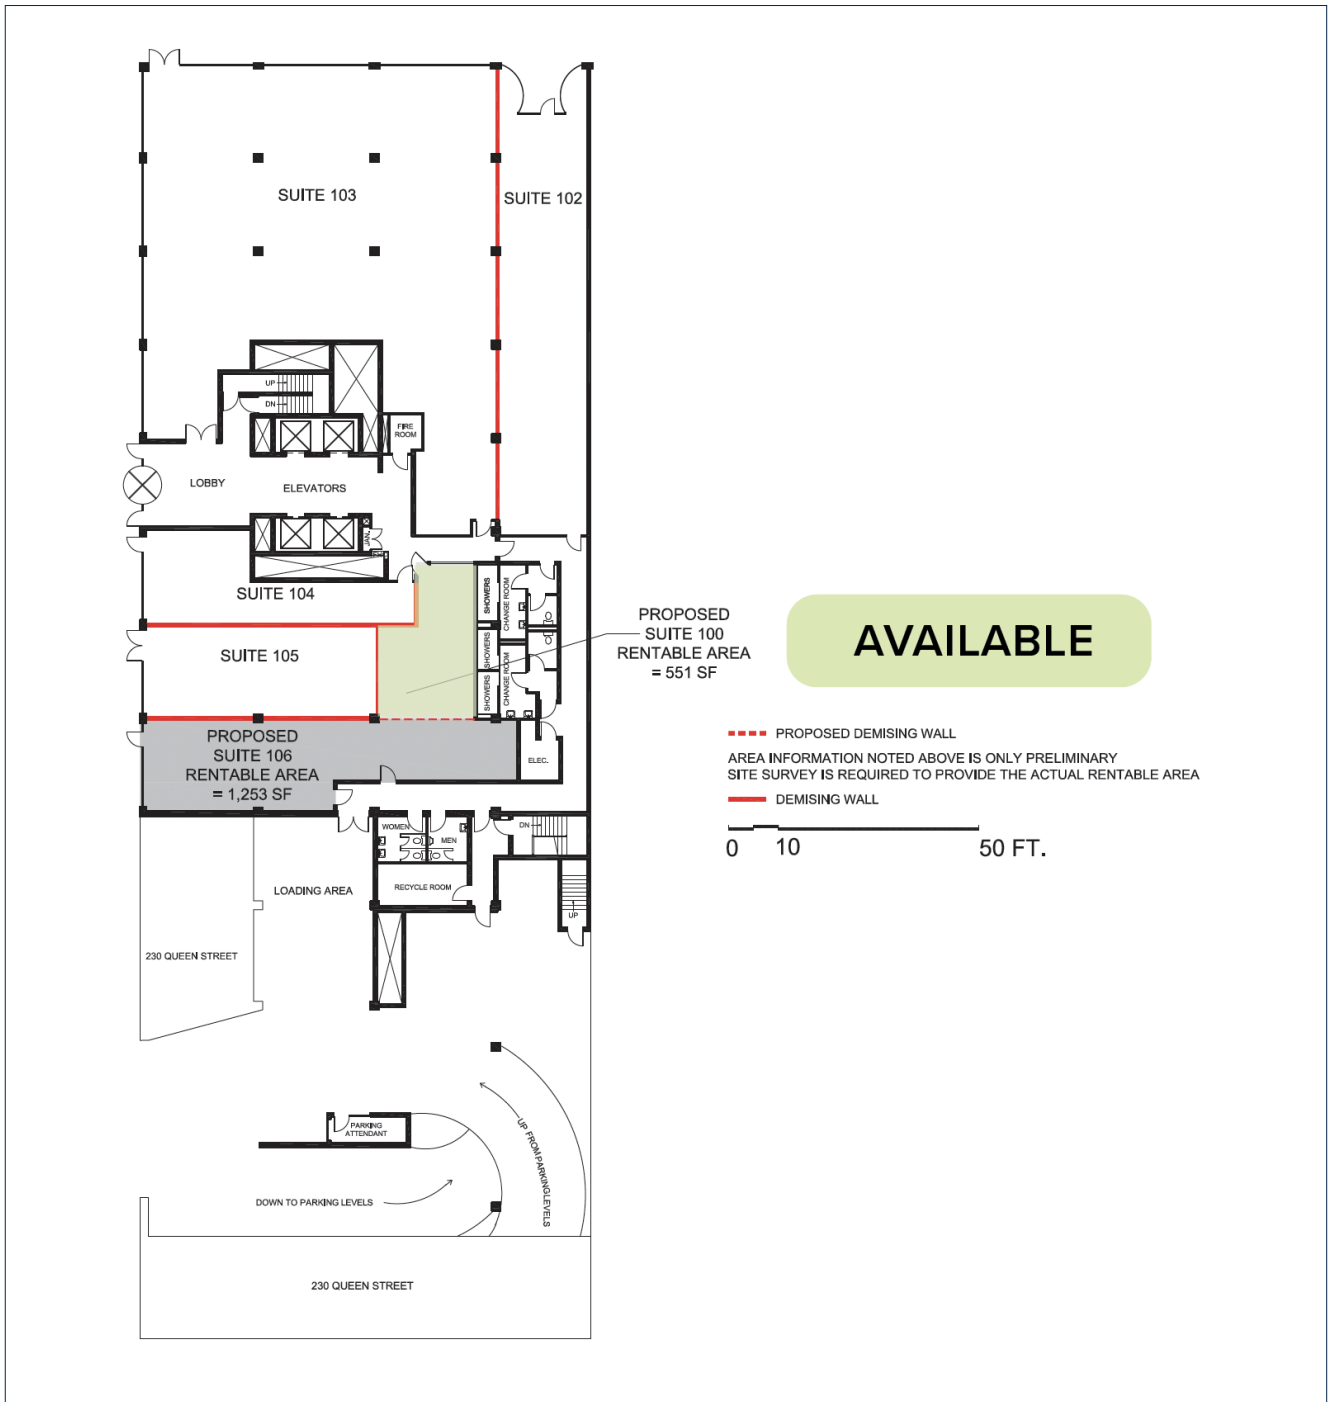 SUITE 103
SUITE 102
UP
DN
FIRE
ROOM
LOBBY
ELEVATORS
JAN.
SUITE 104
SHOWERS
CHANGE ROOM
SUITE 105
SHOWERS
SHOWERS
CHANGE ROOM
PROPOSED
SUITE 100
RENTABLE AREA
= 551 SF
AVAILABLE
PROPOSED
SUITE 106
RENTABLE AREA
= 1,253 SF
ELEC.
PROPOSED DEMISING WALL
AREA INFORMATION NOTED ABOVE IS ONLY PRELIMINARY
SITE SURVEY IS REQUIRED TO PROVIDE THE ACTUAL RENTABLE AREA
DEMISING WALL
0 10 50 FT.
WOMEN
MEN
DN
RECYCLE ROOM
LOADING AREA
UP
230 QUEEN STREET
PARKING
ATTENDANT
UP FROM PARKING LEVELS
DOWN TO PARKING LEVELS
230 QUEEN STREET